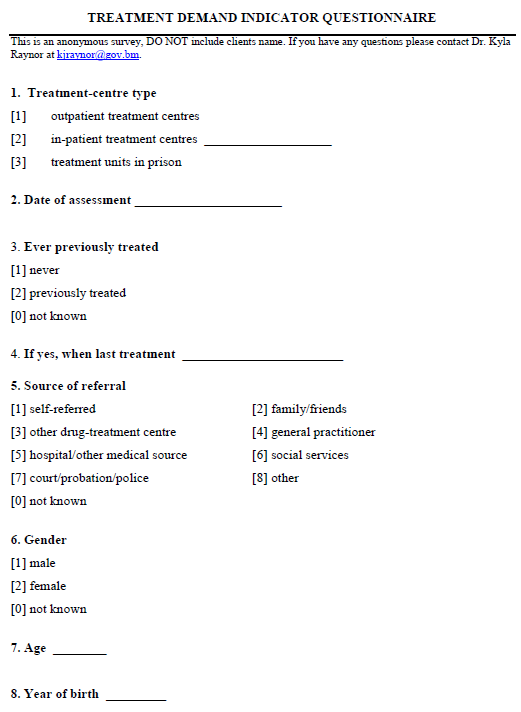 TREATMENT DEMAND INDICATOR QUESTIONNAIRE
This is an anonymous survey, DO NOT include clients name. If you have any questions please contact Dr. Kyla
Raynor at kjraynor@gov.bm.
1. Treatment-centre type
[1] outpatient treatment centres
[2] in-patient treatment centres ____________________
[3] treatment units in prison
2. Date of assessment _______________________
3. Ever previously treated
[1] never
[2] previously treated
[0] not known
4. If yes, when last treatment _________________________
5. Source of referral
[1] self-referred [2] family/friends
[3] other drug-treatment centre [4] general practitioner
[5] hospital/other medical source [6] social services
[7] court/probation/police [8] other
[0] not known
6. Gender
[1] male
[2] female
[0] not known
7. Age ________
8. Year of birth _________